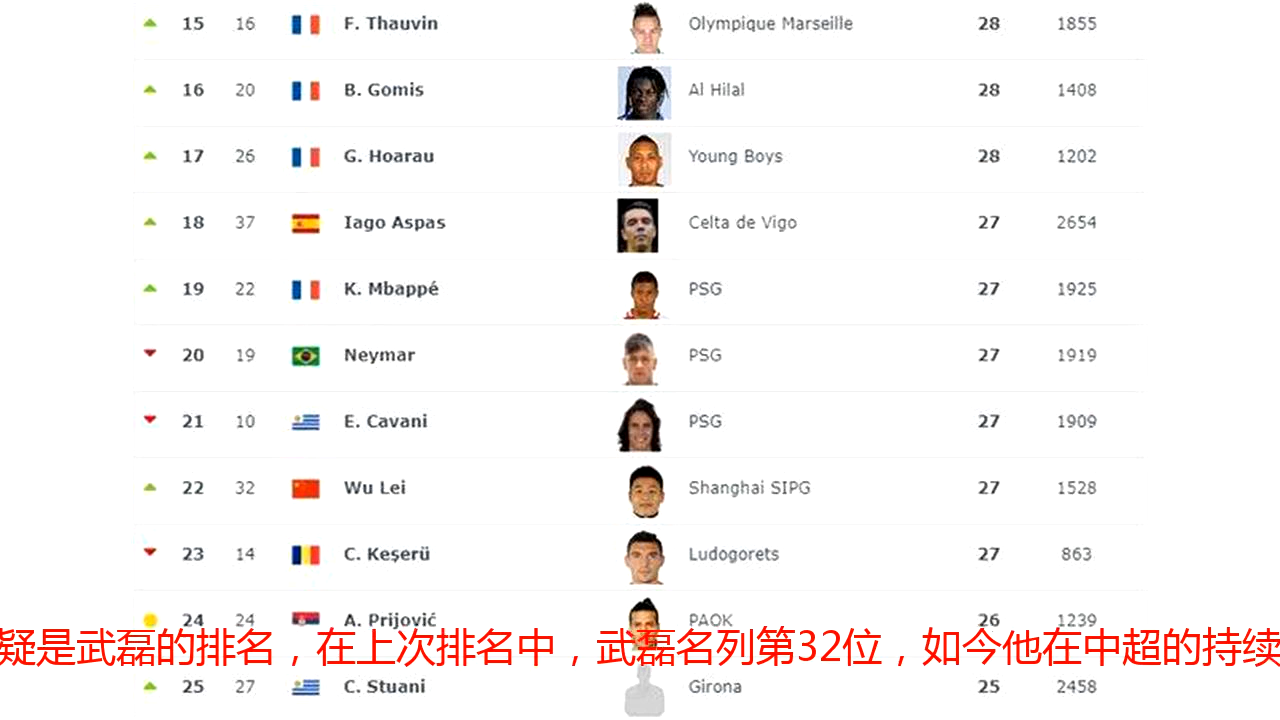 15 16 F. Thauvin Olympique Marseille 28 1855
16 20 B. Gomis Al Hilal 28 1408
17 26 G. Hoarau Young Boys 28 1202
18 37 Iago Aspas Celta de Vigo 27 2654
19 22 K. Mbappé PSG 27 1925
20 19 Neymar PSG 27 1919
21 10 E. Cavani PSG 27 1909
22 32 Wu Lei Shanghai SIPG 27 1528
23 14 C. Keşerü Ludogorets 27 863
24 24 A. Prijović PAOK 26 1239
疑是武磊的排名，在上次排名中，武磊名列第32位，如今他在中超的持续
25 27 C. Stuani Girona 25 2458